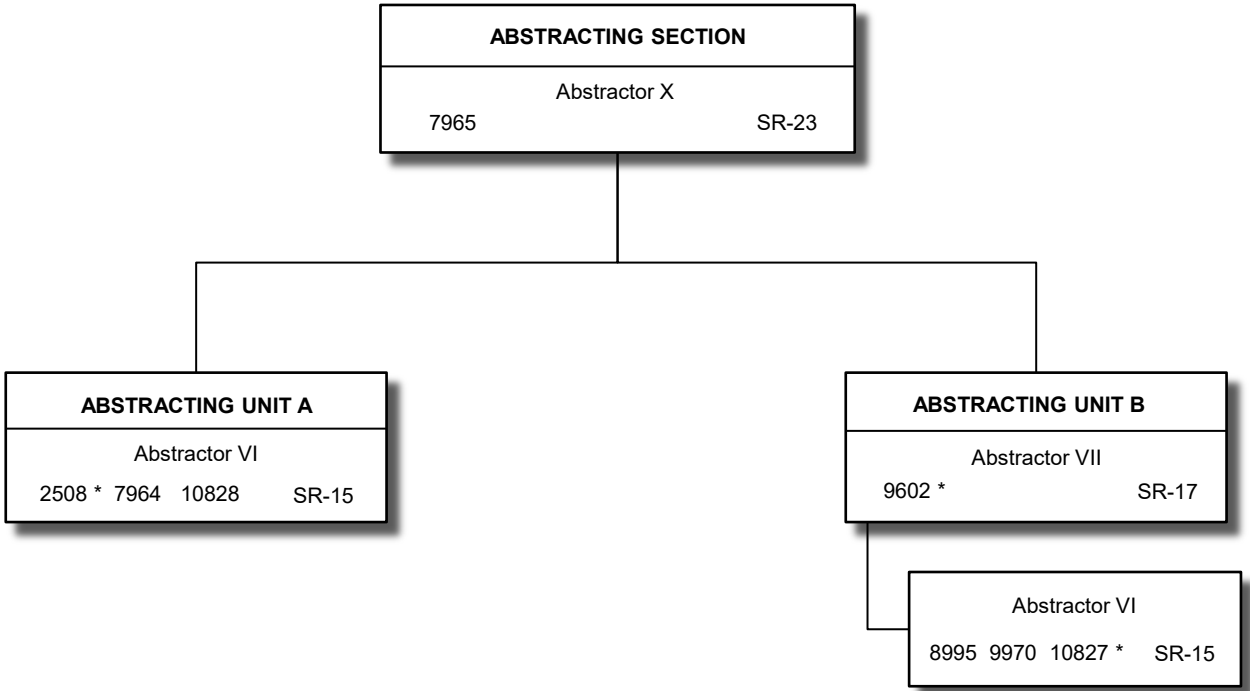 ABSTRACTING SECTION
Abstractor X
7965 SR-23
ABSTRACTING UNIT A
Abstractor VI
2508 * 7964 10828 SR-15
ABSTRACTING UNIT B
Abstractor VII
9602 * SR-17
Abstractor VI
8995 9970 10827 * SR-15